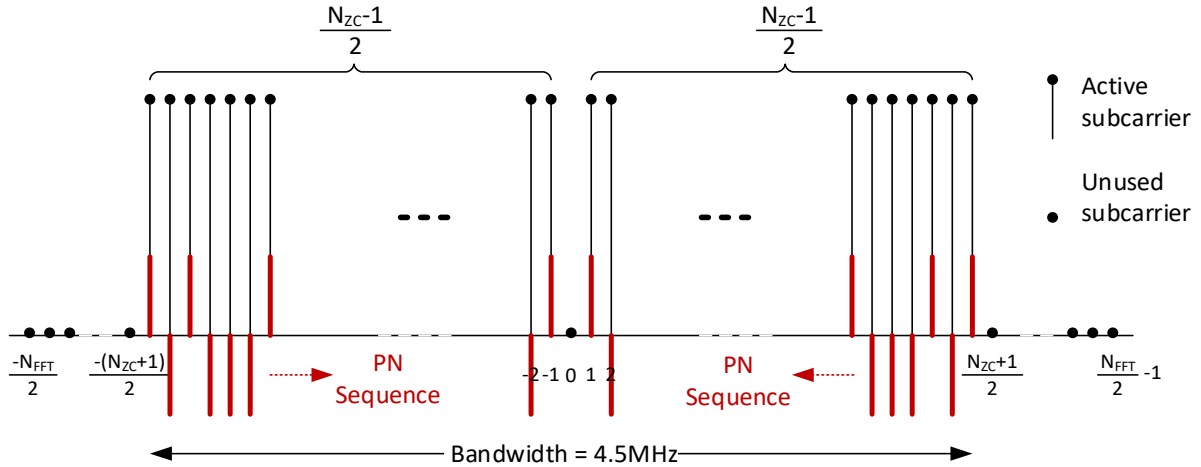 N_ZC-1
2
N_ZC-1
2
Active
subcarrier
Unused
subcarrier
-N_FFT
2
-(N_ZC+1)
2
PN
Sequence
-2 -1 0 1 2
PN
Sequence
N_ZC+1
2
N_FFT
2
-1
Bandwidth = 4.5MHz